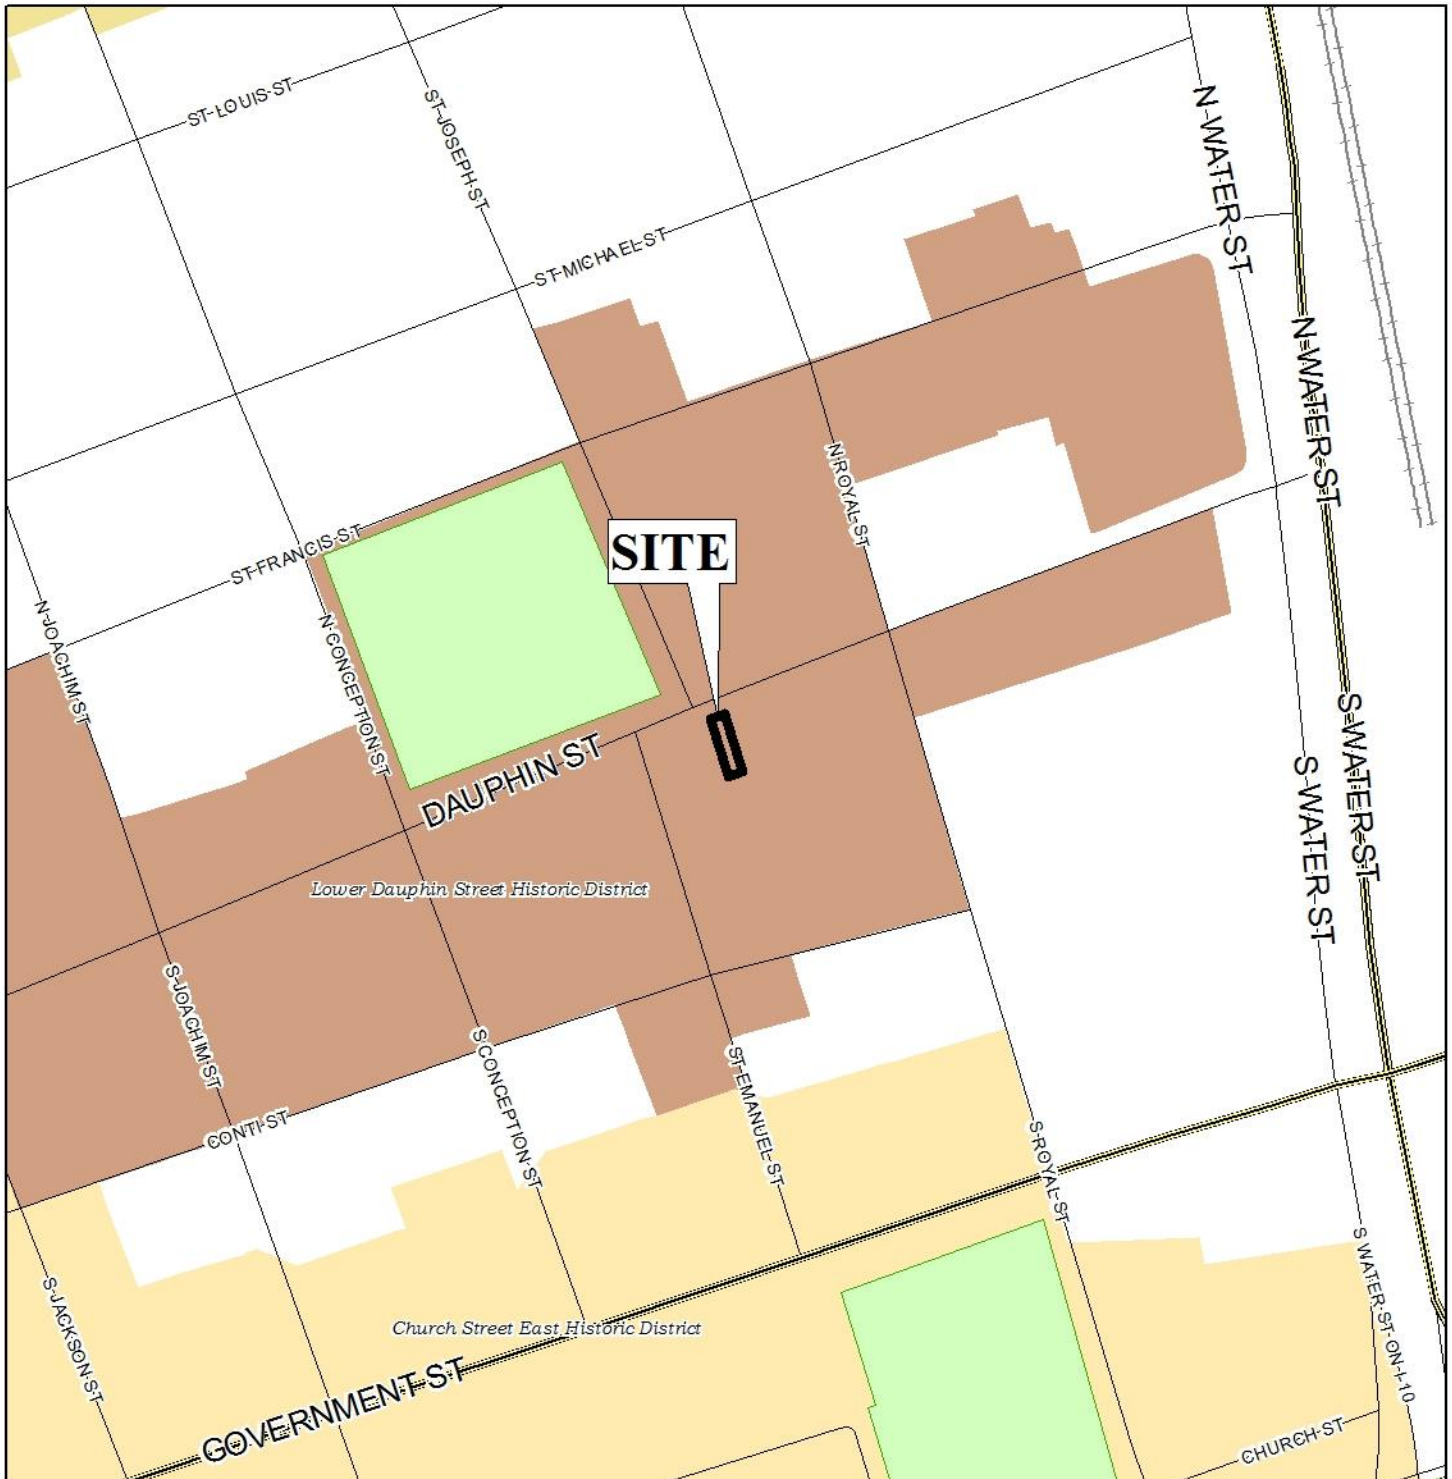 ST LOUIS ST
ST JOSEPH ST
N WATER ST
ST MICHAEL ST
N WATER ST
N ROYAL ST
SITE
ST FRANCIS ST
N JOACHIM ST
N CONCEPTION ST
DAUPHIN ST
S WATER ST
S WATER ST
Lower Dauphin Street Historic District
S JOACHIM ST
S CONCEPTION ST
ST EMANUEL ST
CONTI ST
S ROYAL ST
S JACKSON ST
S WATER ST ON I-10
Church Street East Historic District
GOVERNMENT ST
CHURCH ST